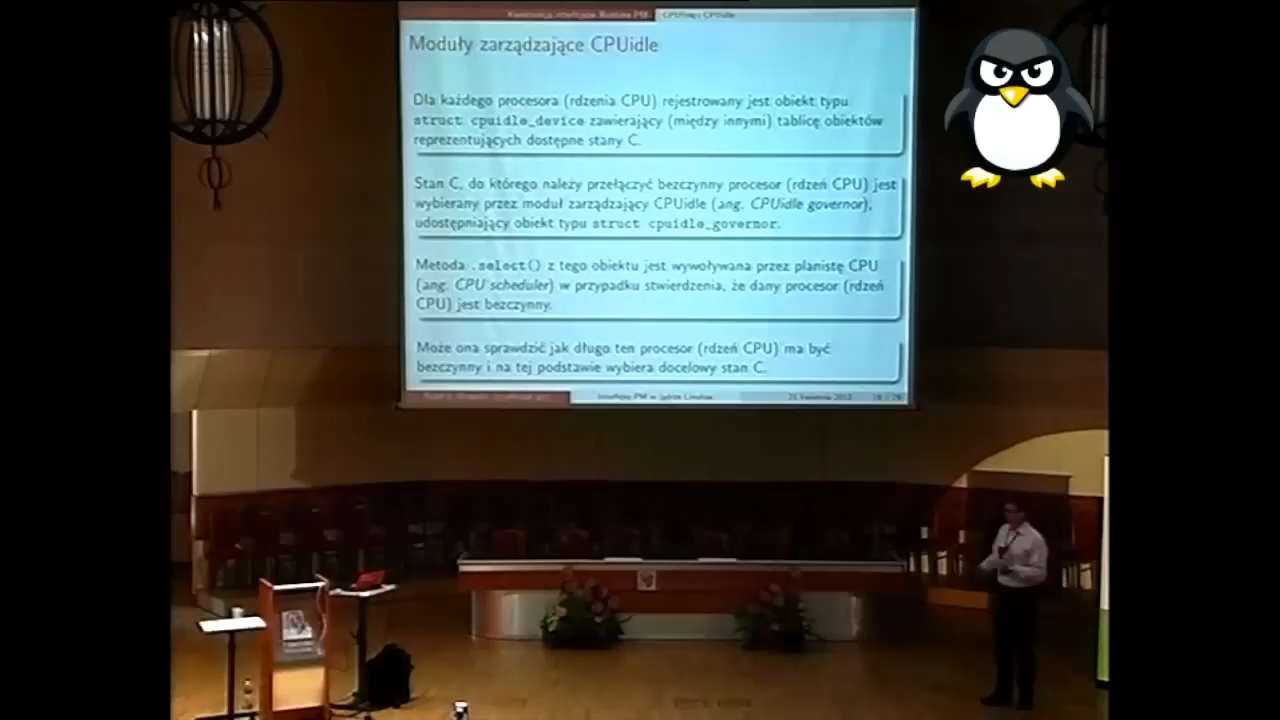 Konstrukcja interfejsów Runtime PM CPUfreq i CPUidle
Moduły zarządzające CPUidle
Dla każdego procesora (rdzenia CPU) rejestrowany jest obiekt typu
struct cpuidle_device zawierający (między innymi) tablicę obiektów
reprezentujących dostępne stany C.
Stan C, do którego należy przełączyć bezczynny procesor (rdzeń CPU) jest
wybierany przez moduł zarządzający CPUidle (ang. CPUidle governor),
udostępniający obiekt typu struct cpuidle_governor.
Metoda .select() z tego obiektu jest wywoływana przez planistę CPU
(ang. CPU scheduler) w przypadku stwierdzenia, że dany procesor (rdzeń
CPU) jest bezczynny.
Może ona sprawdzić jak długo ten procesor (rdzeń CPU) ma być
bezczynny i na tej podstawie wybiera docelowy stan C.
Interfejsy PM w jądrze Linuksa